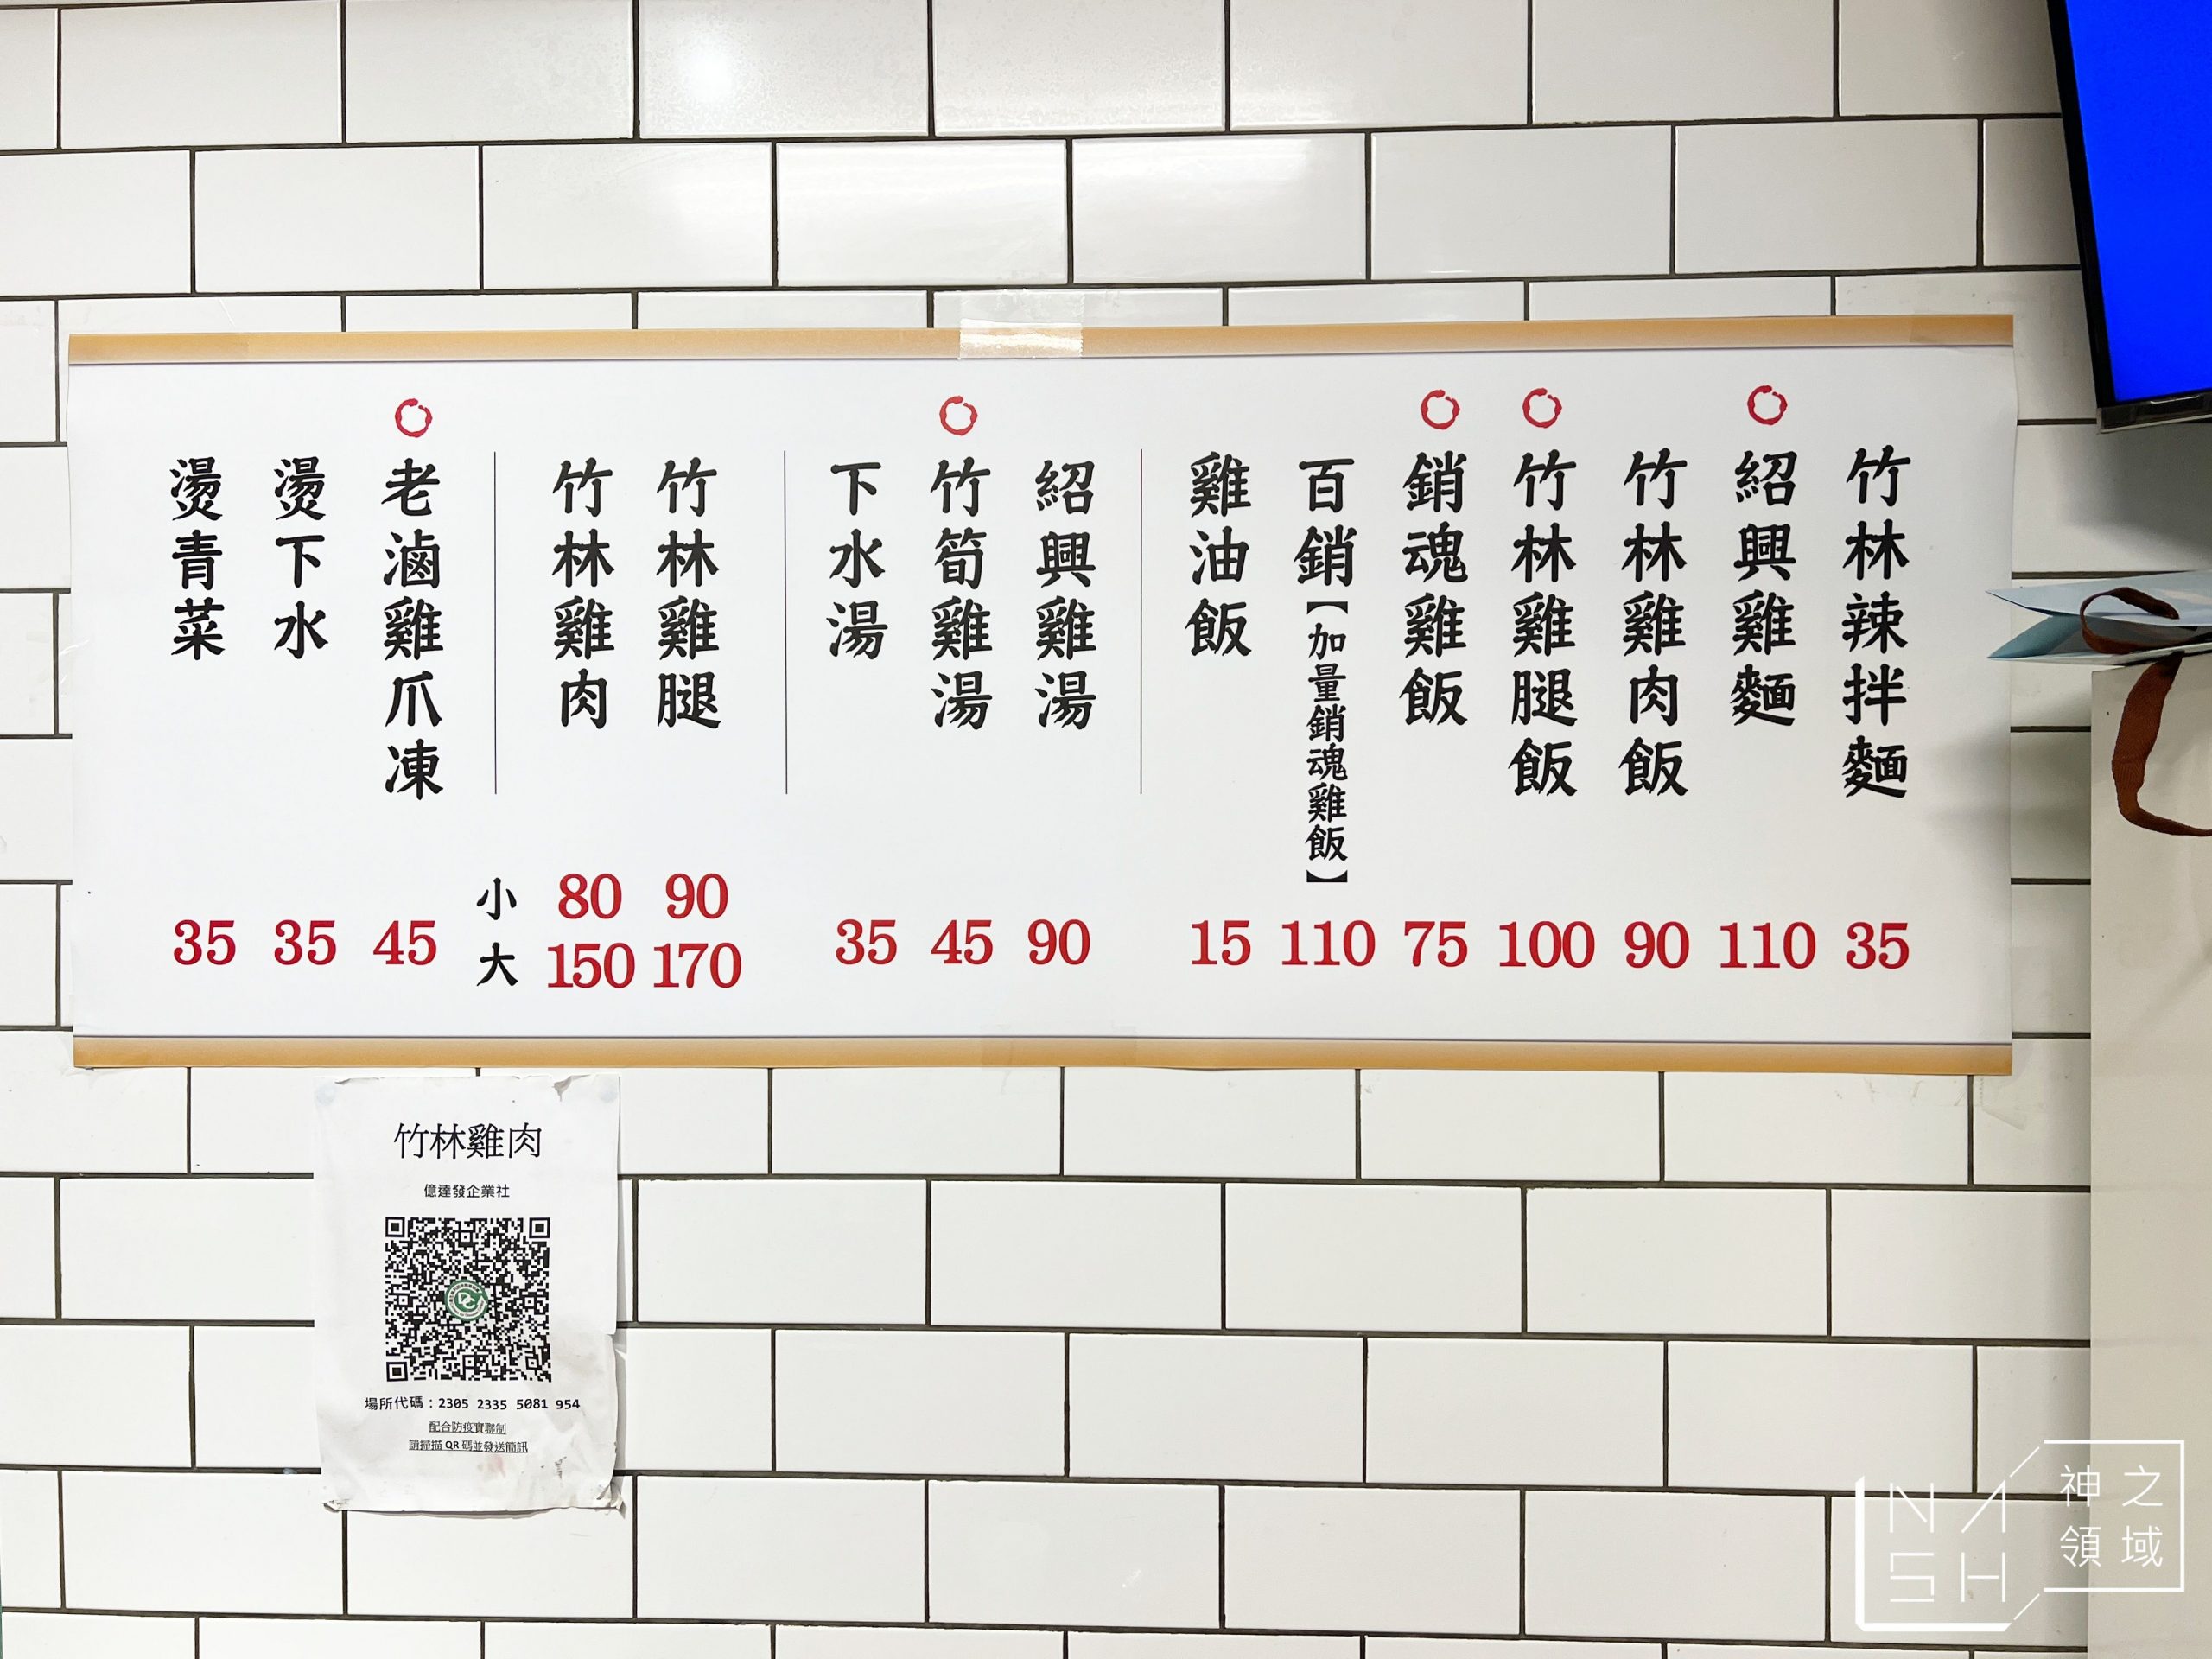 竹林辣拌麵 35
紹興雞麵 110
竹林雞肉飯 90
竹林雞腿飯 100
銷魂雞飯 75
百銷【加量銷魂雞飯】 110
雞油飯 15
紹興雞湯 90
竹筍雞湯 45
下水湯 35
竹林雞腿 90 170
竹林雞肉 80 150
小
大
老滷雞爪凍 45
燙下水 35
燙青菜 35
竹林雞肉
億達發企業社
場所代碼：2305 2335 5081 954
配合防疫實聯制
請掃描 QR 碼並發送簡訊
NASH
神之
領域